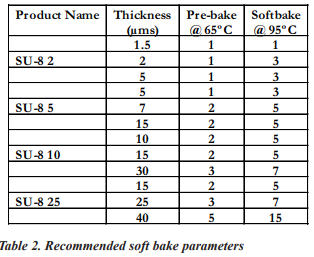 Product Name Thickness Pre-bake Softbake
(µms) @ 65°C @ 95°C
1.5 1 1
SU-8 2 2 1 3
5 1 3
5 1 3
SU-8 5 7 2 5
15 2 5
10 2 5
SU-8 10 15 2 5
30 3 7
15 2 5
SU-8 25 25 3 7
40 5 15
Table 2. Recommended soft bake parameters